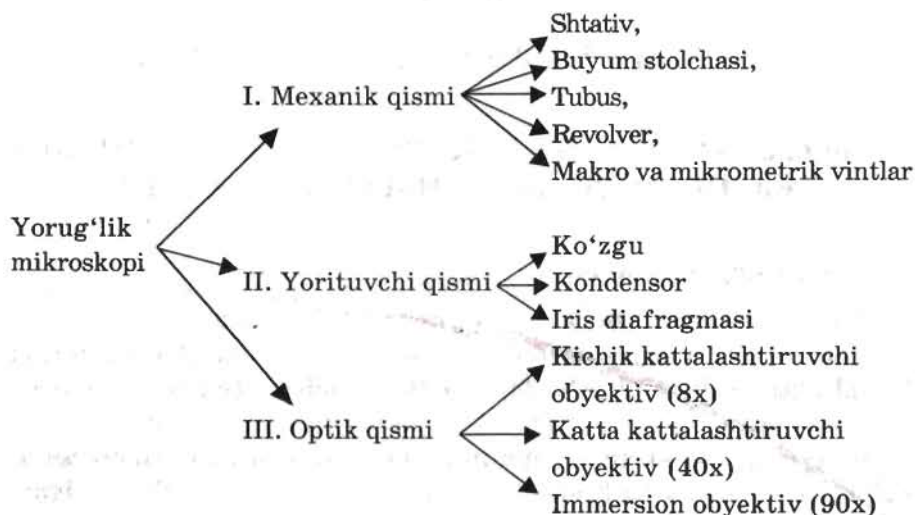 Shtativ,
Buyum stolchasi,
I. Mexanik qismi
Tubus,
Revolver,
Makro va mikrometrik vintlar
Yorug‘lik
mikroskopi
Ko‘zgu
II. Yorituvchi qismi
Kondensor
Iris diafragmasi
Kichik kattalashtiruvchi
obyektiv (8x)
III. Optik qismi
Katta kattalashtiruvchi
obyektiv (40x)
Immersion obyektiv (90x)